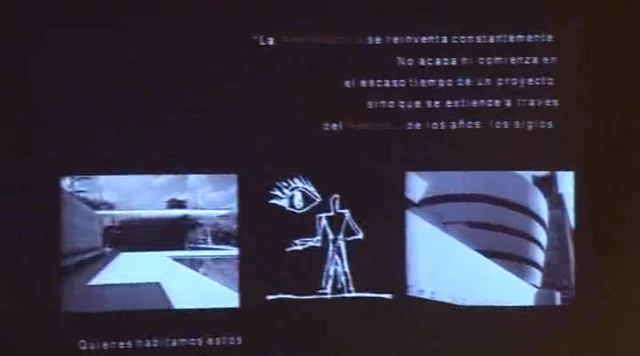 "La se reinventa constantemente
No acaba ni comienza en
el escaso tiempo de un proyecto
sino que se extiende a través
del de los años, los siglos
Quienes habitamos estos